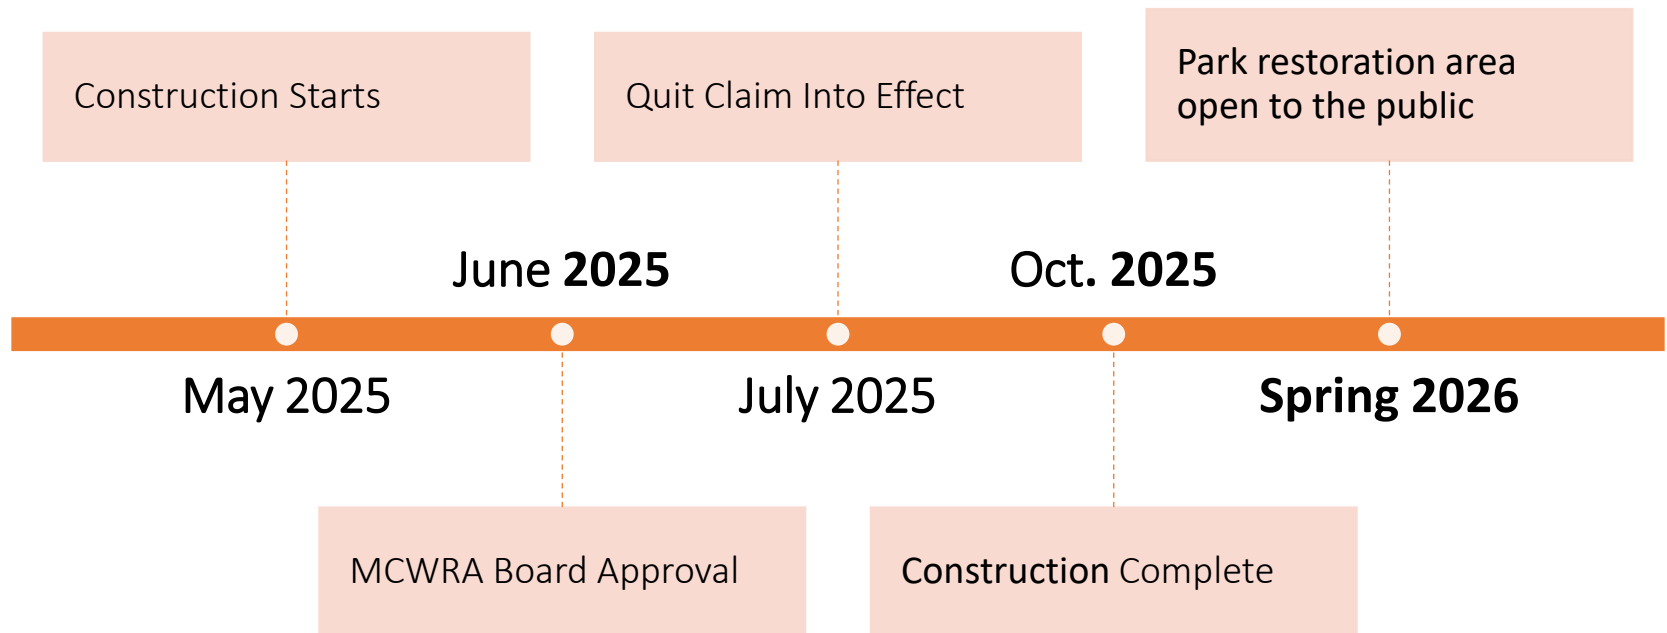 Construction Starts
Quit Claim Into Effect
Park restoration area
open to the public
June 2025
Oct. 2025
May 2025
July 2025
Spring 2026
MCWRA Board Approval
Construction Complete